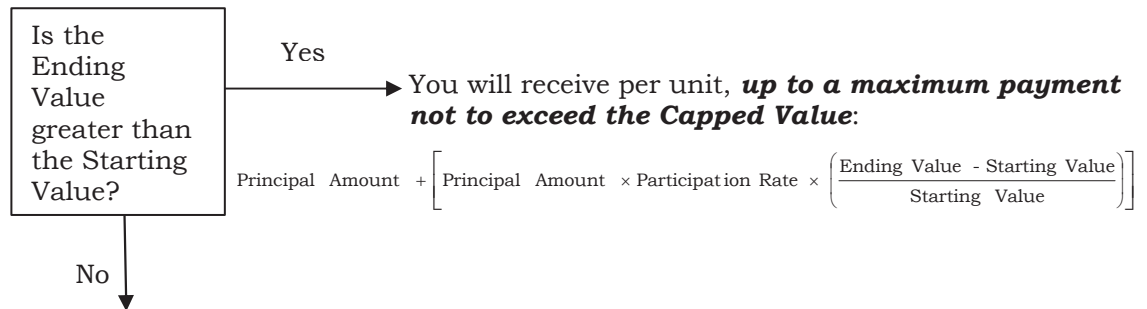 Is the
Ending
Value
greater than
the Starting
Value?
Yes
You will receive per unit, up to a maximum payment
not to exceed the Capped Value:
Principal Amount + [Principal Amount × Participation Rate × (Ending Value - Starting Value / Starting Value)]
No